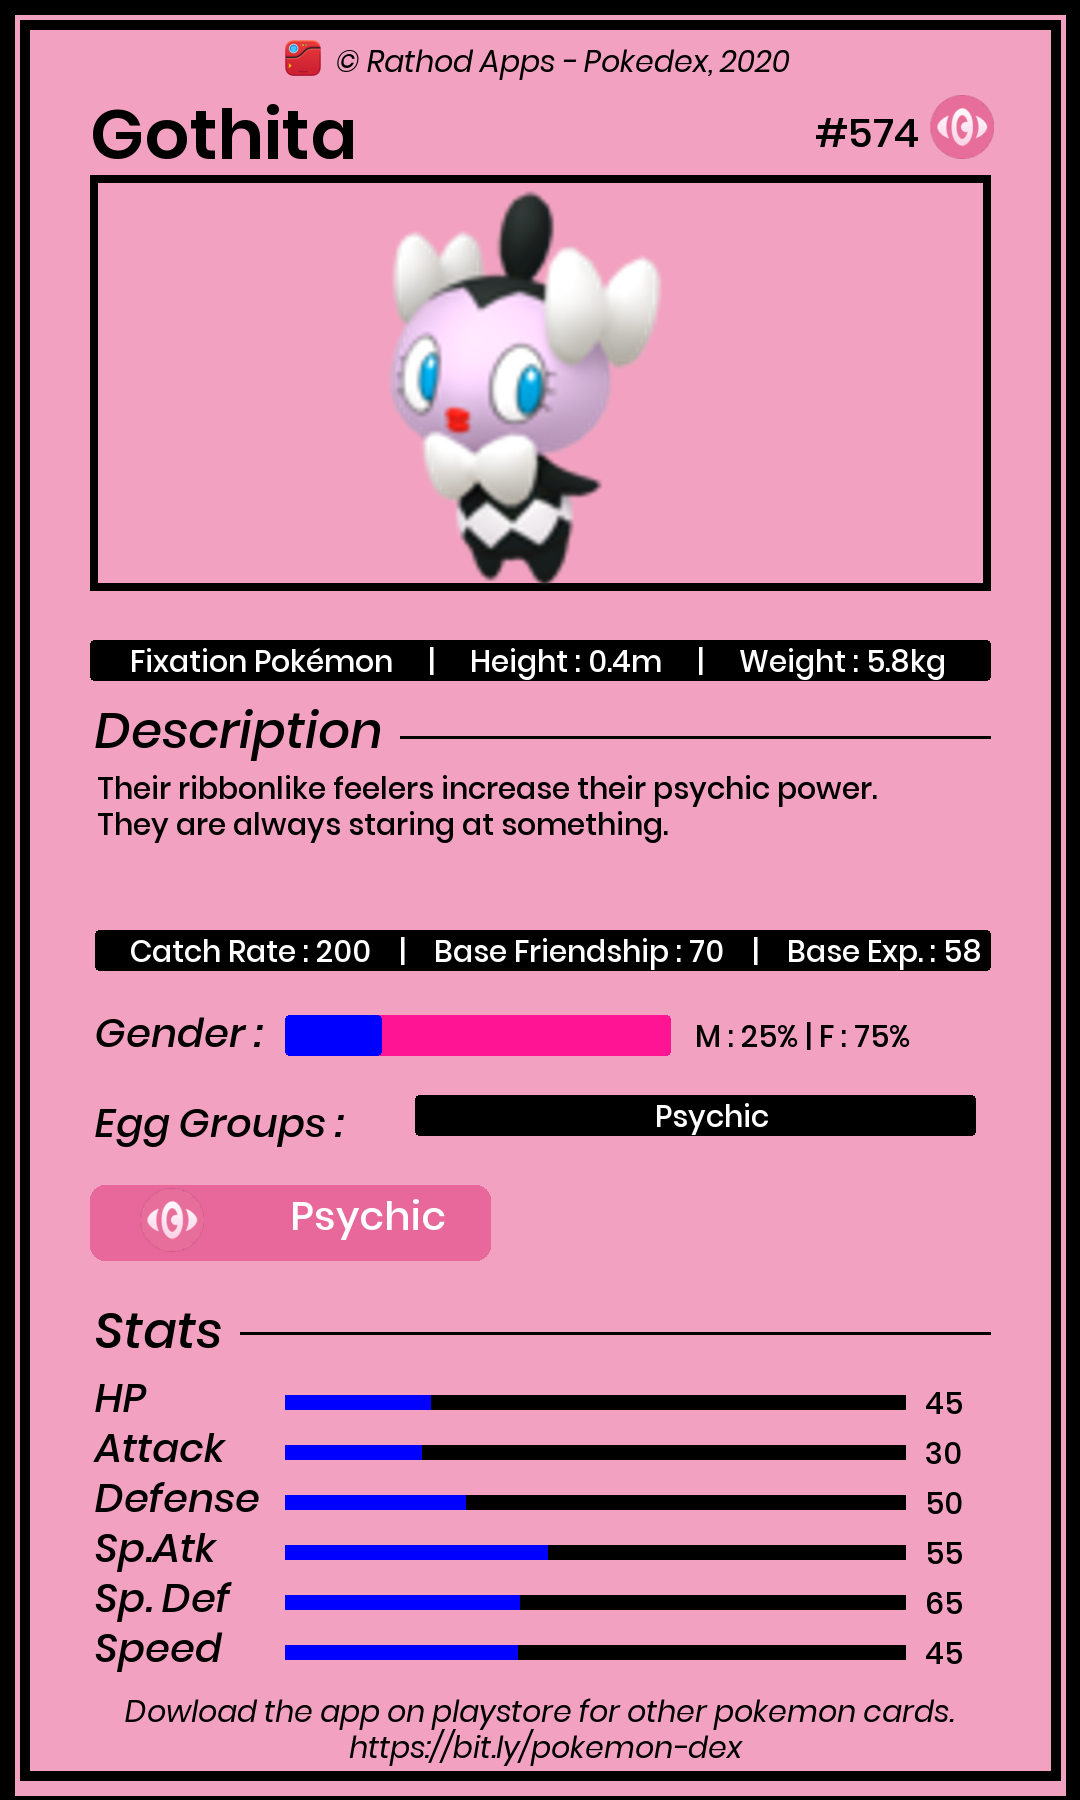 © Rathod Apps - Pokedex, 2020
Gothita #574
Fixation Pokémon | Height : 0.4m | Weight : 5.8kg
Description
Their ribbonlike feelers increase their psychic power.
They are always staring at something.
Catch Rate : 200 | Base Friendship : 70 | Base Exp. : 58
Gender : M : 25% | F : 75%
Egg Groups : Psychic
Psychic
Stats
HP 45
Attack 30
Defense 50
Sp.Atk 55
Sp. Def 65
Speed 45
Dowload the app on playstore for other pokemon cards.
https://bit.ly/pokemon-dex